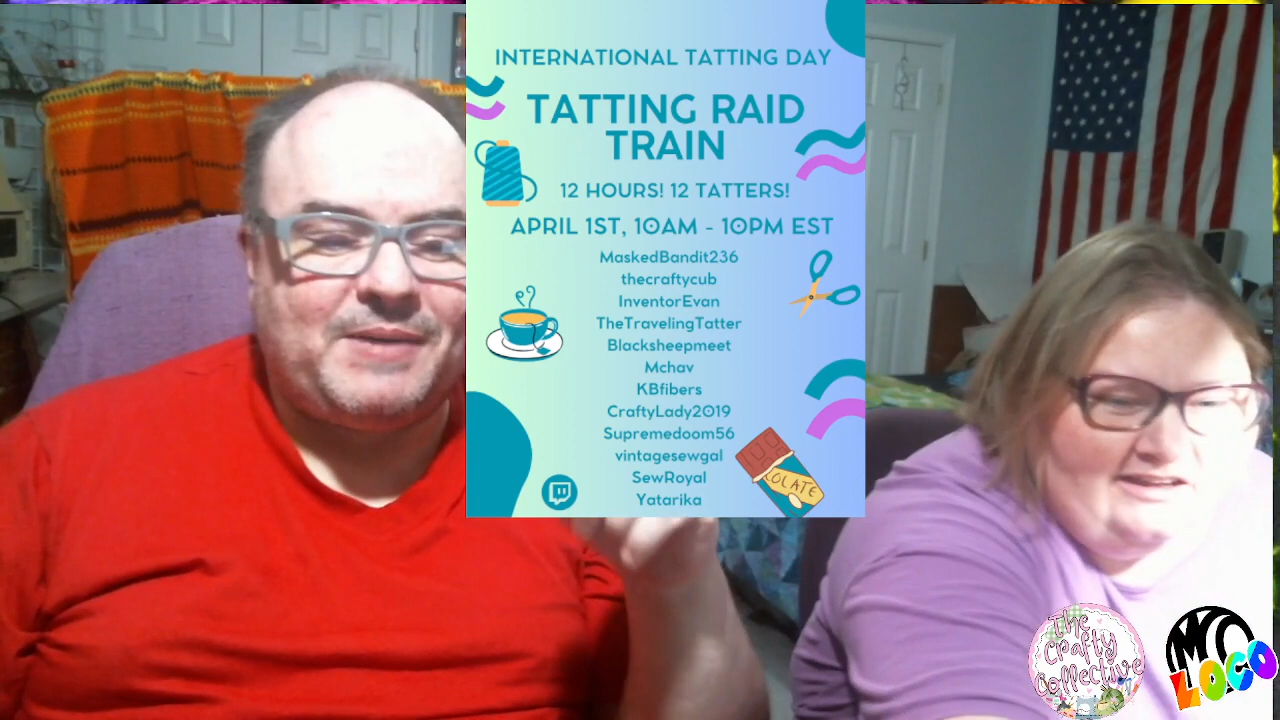 INTERNATIONAL TATTING DAY
TATTING RAID
TRAIN
12 HOURS! 12 TATTERS!
APRIL 1ST, 10AM - 10PM EST
MaskedBandit236
thecraftycub
InventorEvan
TheTravelingTatter
Blacksheepmeet
Mchav
KBfibers
CraftyLady2019
Supremedoom56
vintagesewgal
SewRoyal
Yatarika
OLATE
The
Crafty
Collective
MC
LOCO